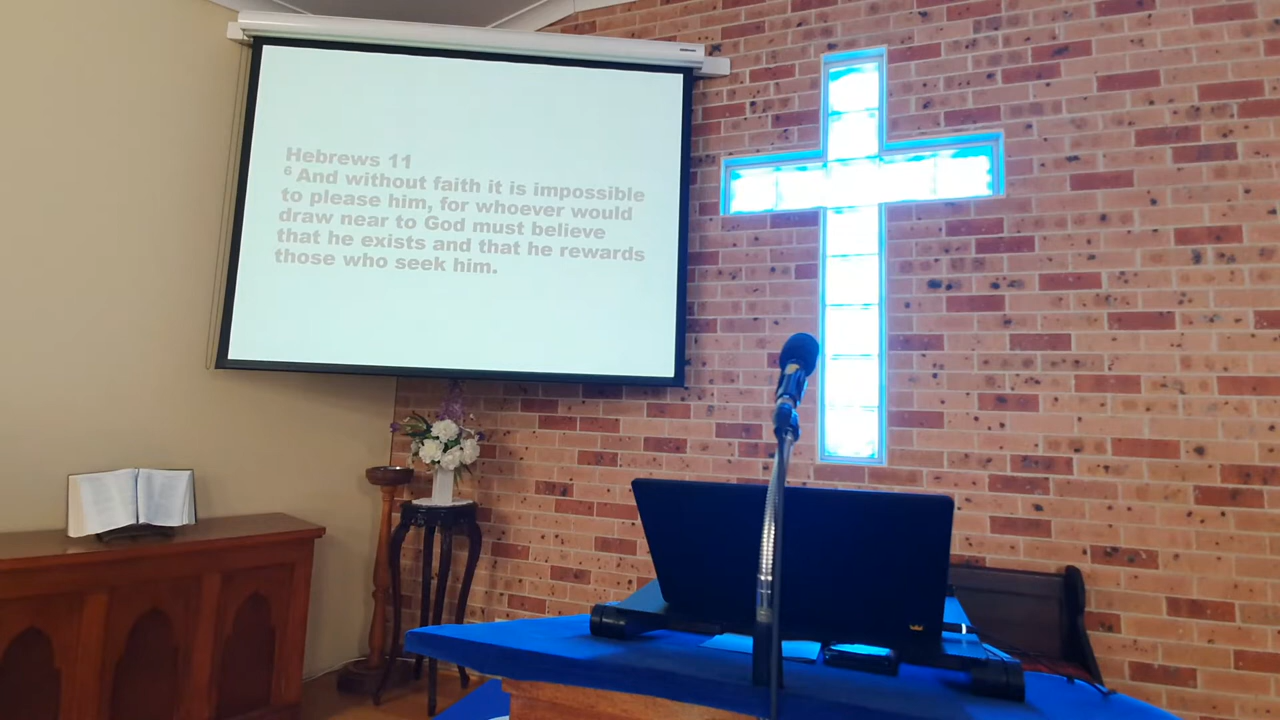 Hebrews 11
6 And without faith it is impossible
to please him, for whoever would
draw near to God must believe
that he exists and that he rewards
those who seek him.